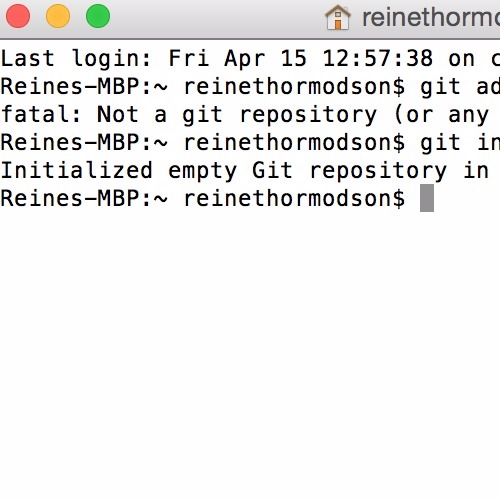 reinethormo
Last login: Fri Apr 15 12:57:38 on
Reines-MBP:~ reinethormodson$ git ad
fatal: Not a git repository (or any
Reines-MBP:~ reinethormodson$ git in
Initialized empty Git repository in
Reines-MBP:~ reinethormodson$